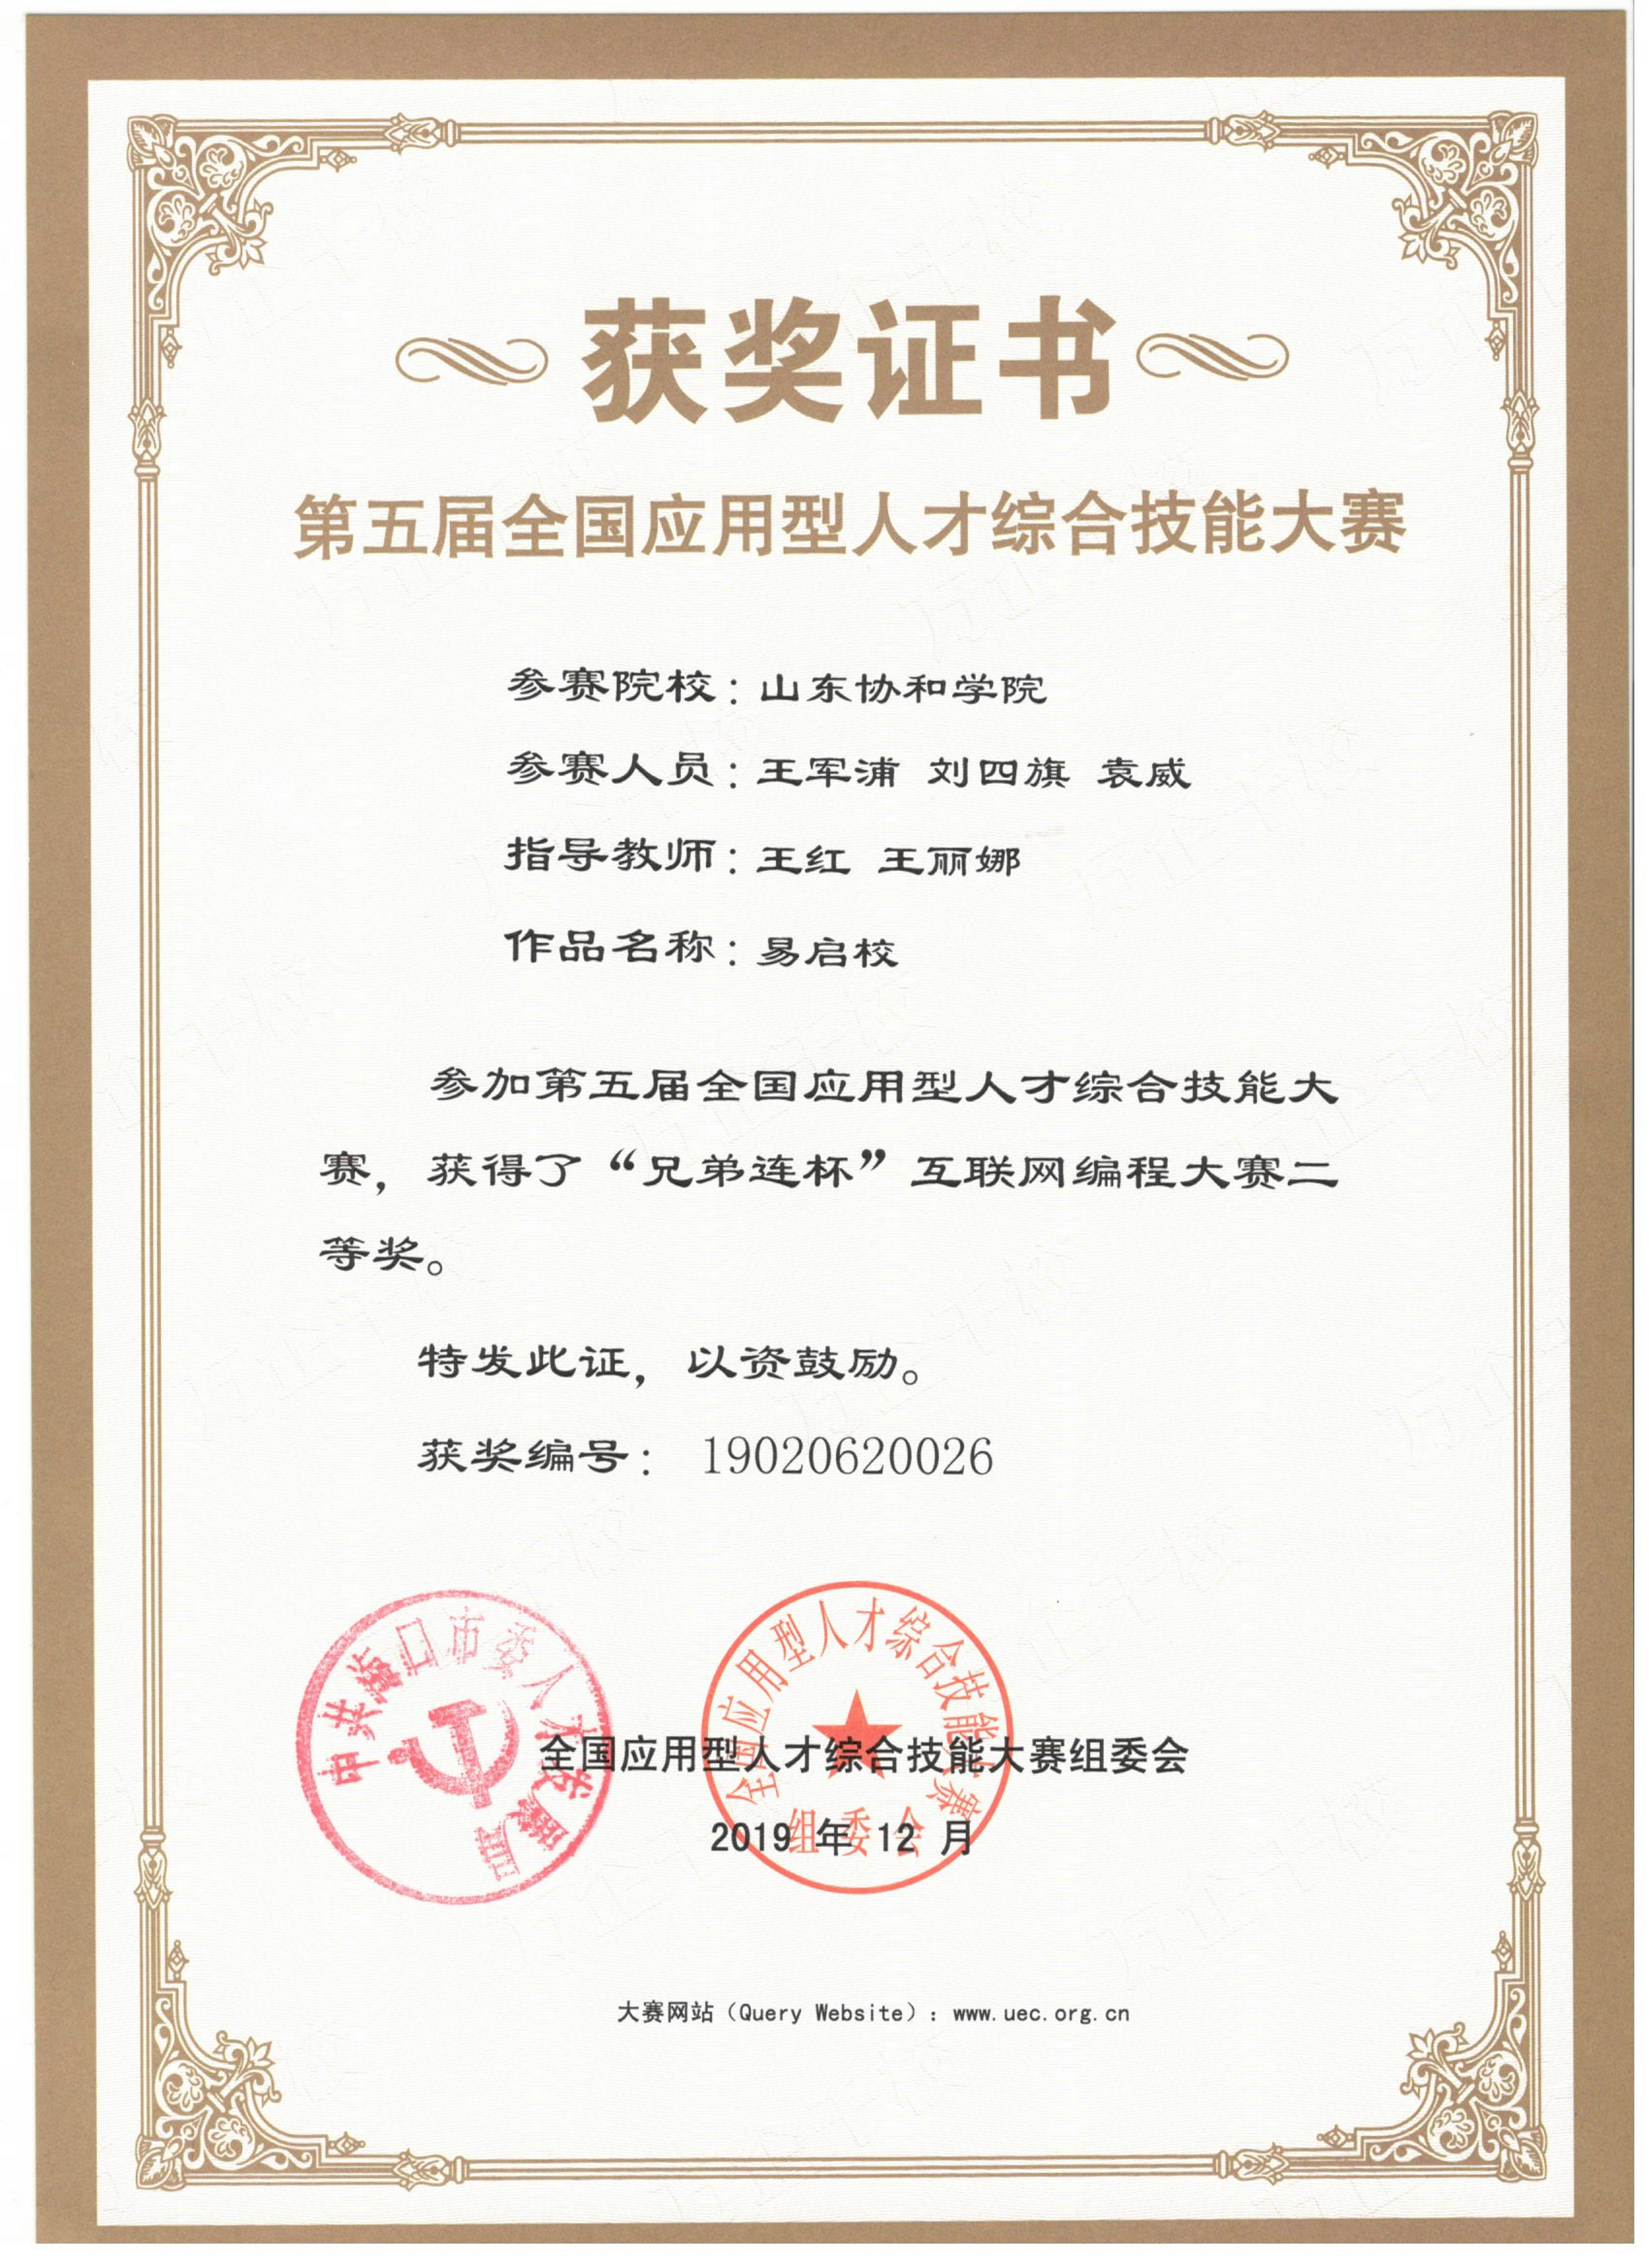 获奖证书
第五届全国应用型人才综合技能大赛
参赛院校：山东协和学院
参赛人员：王军浦 刘四旗 袁威
指导教师：王红 王丽娜
作品名称：易启校
参加第五届全国应用型人才综合技能大
赛，获得了“兄弟连杯”互联网编程大赛二
等奖。
特发此证，以资鼓励。
获奖编号： 19020620026
中共海口市委人才发展局
全国应用型人才综合技能大赛
组委会
全国应用型人才综合技能大赛组委会
2019 年 12 月
大赛网站（Query Website）：www.uec.org.cn